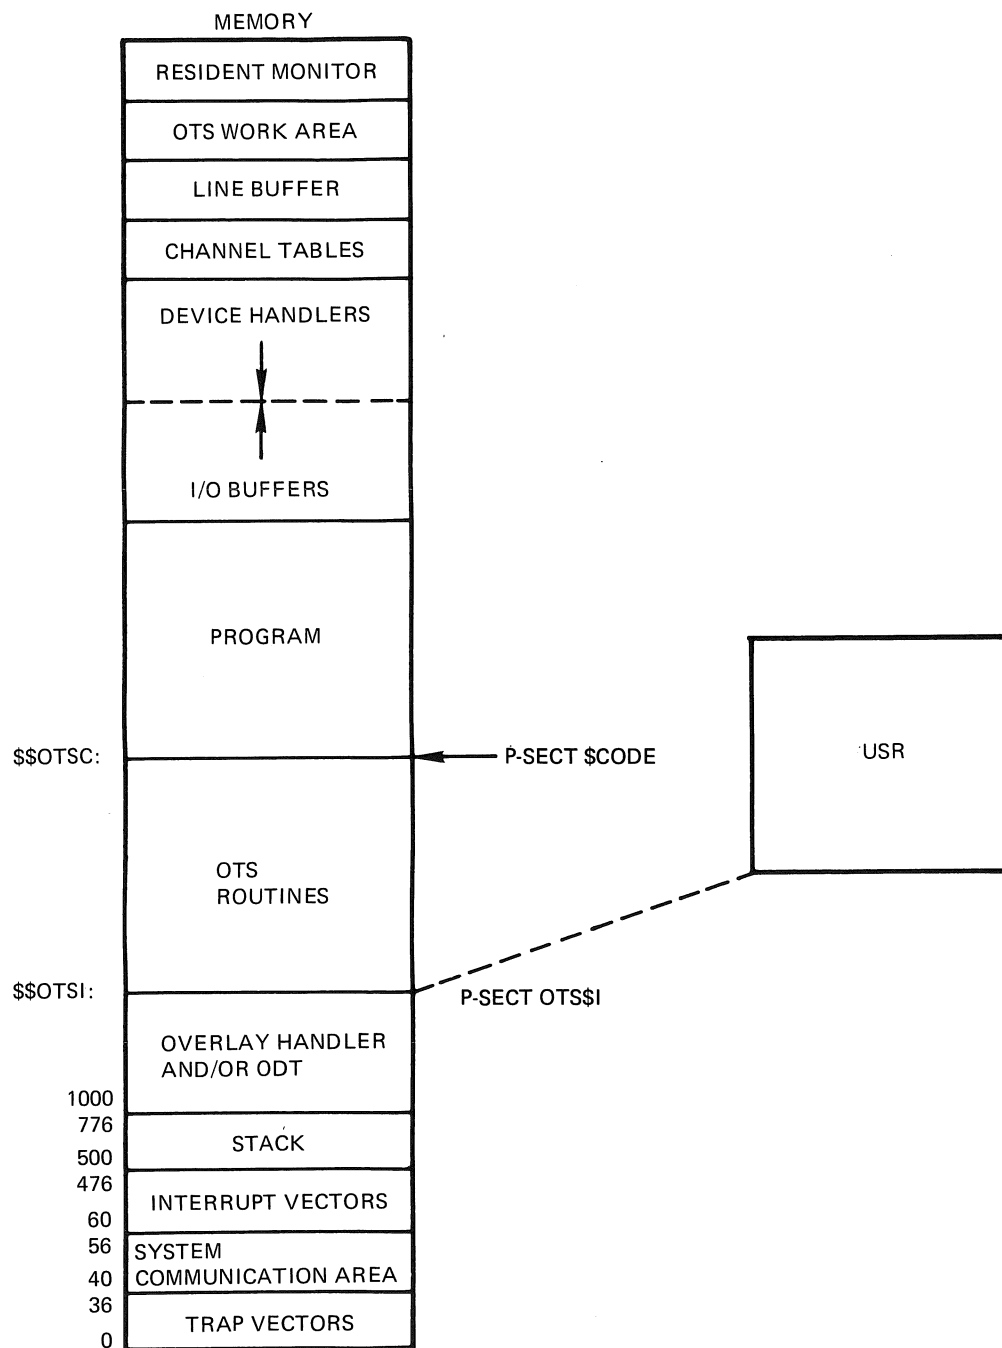 MEMORY
RESIDENT MONITOR
OTS WORK AREA
LINE BUFFER
CHANNEL TABLES
DEVICE HANDLERS
I/O BUFFERS
PROGRAM
$$OTSC:
P-SECT $CODE
USR
OTS
ROUTINES
$$OTSI:
P-SECT OTS$I
OVERLAY HANDLER
AND/OR ODT
1000
776
STACK
500
476
INTERRUPT VECTORS
60
56
SYSTEM
COMMUNICATION AREA
40
36
TRAP VECTORS
0